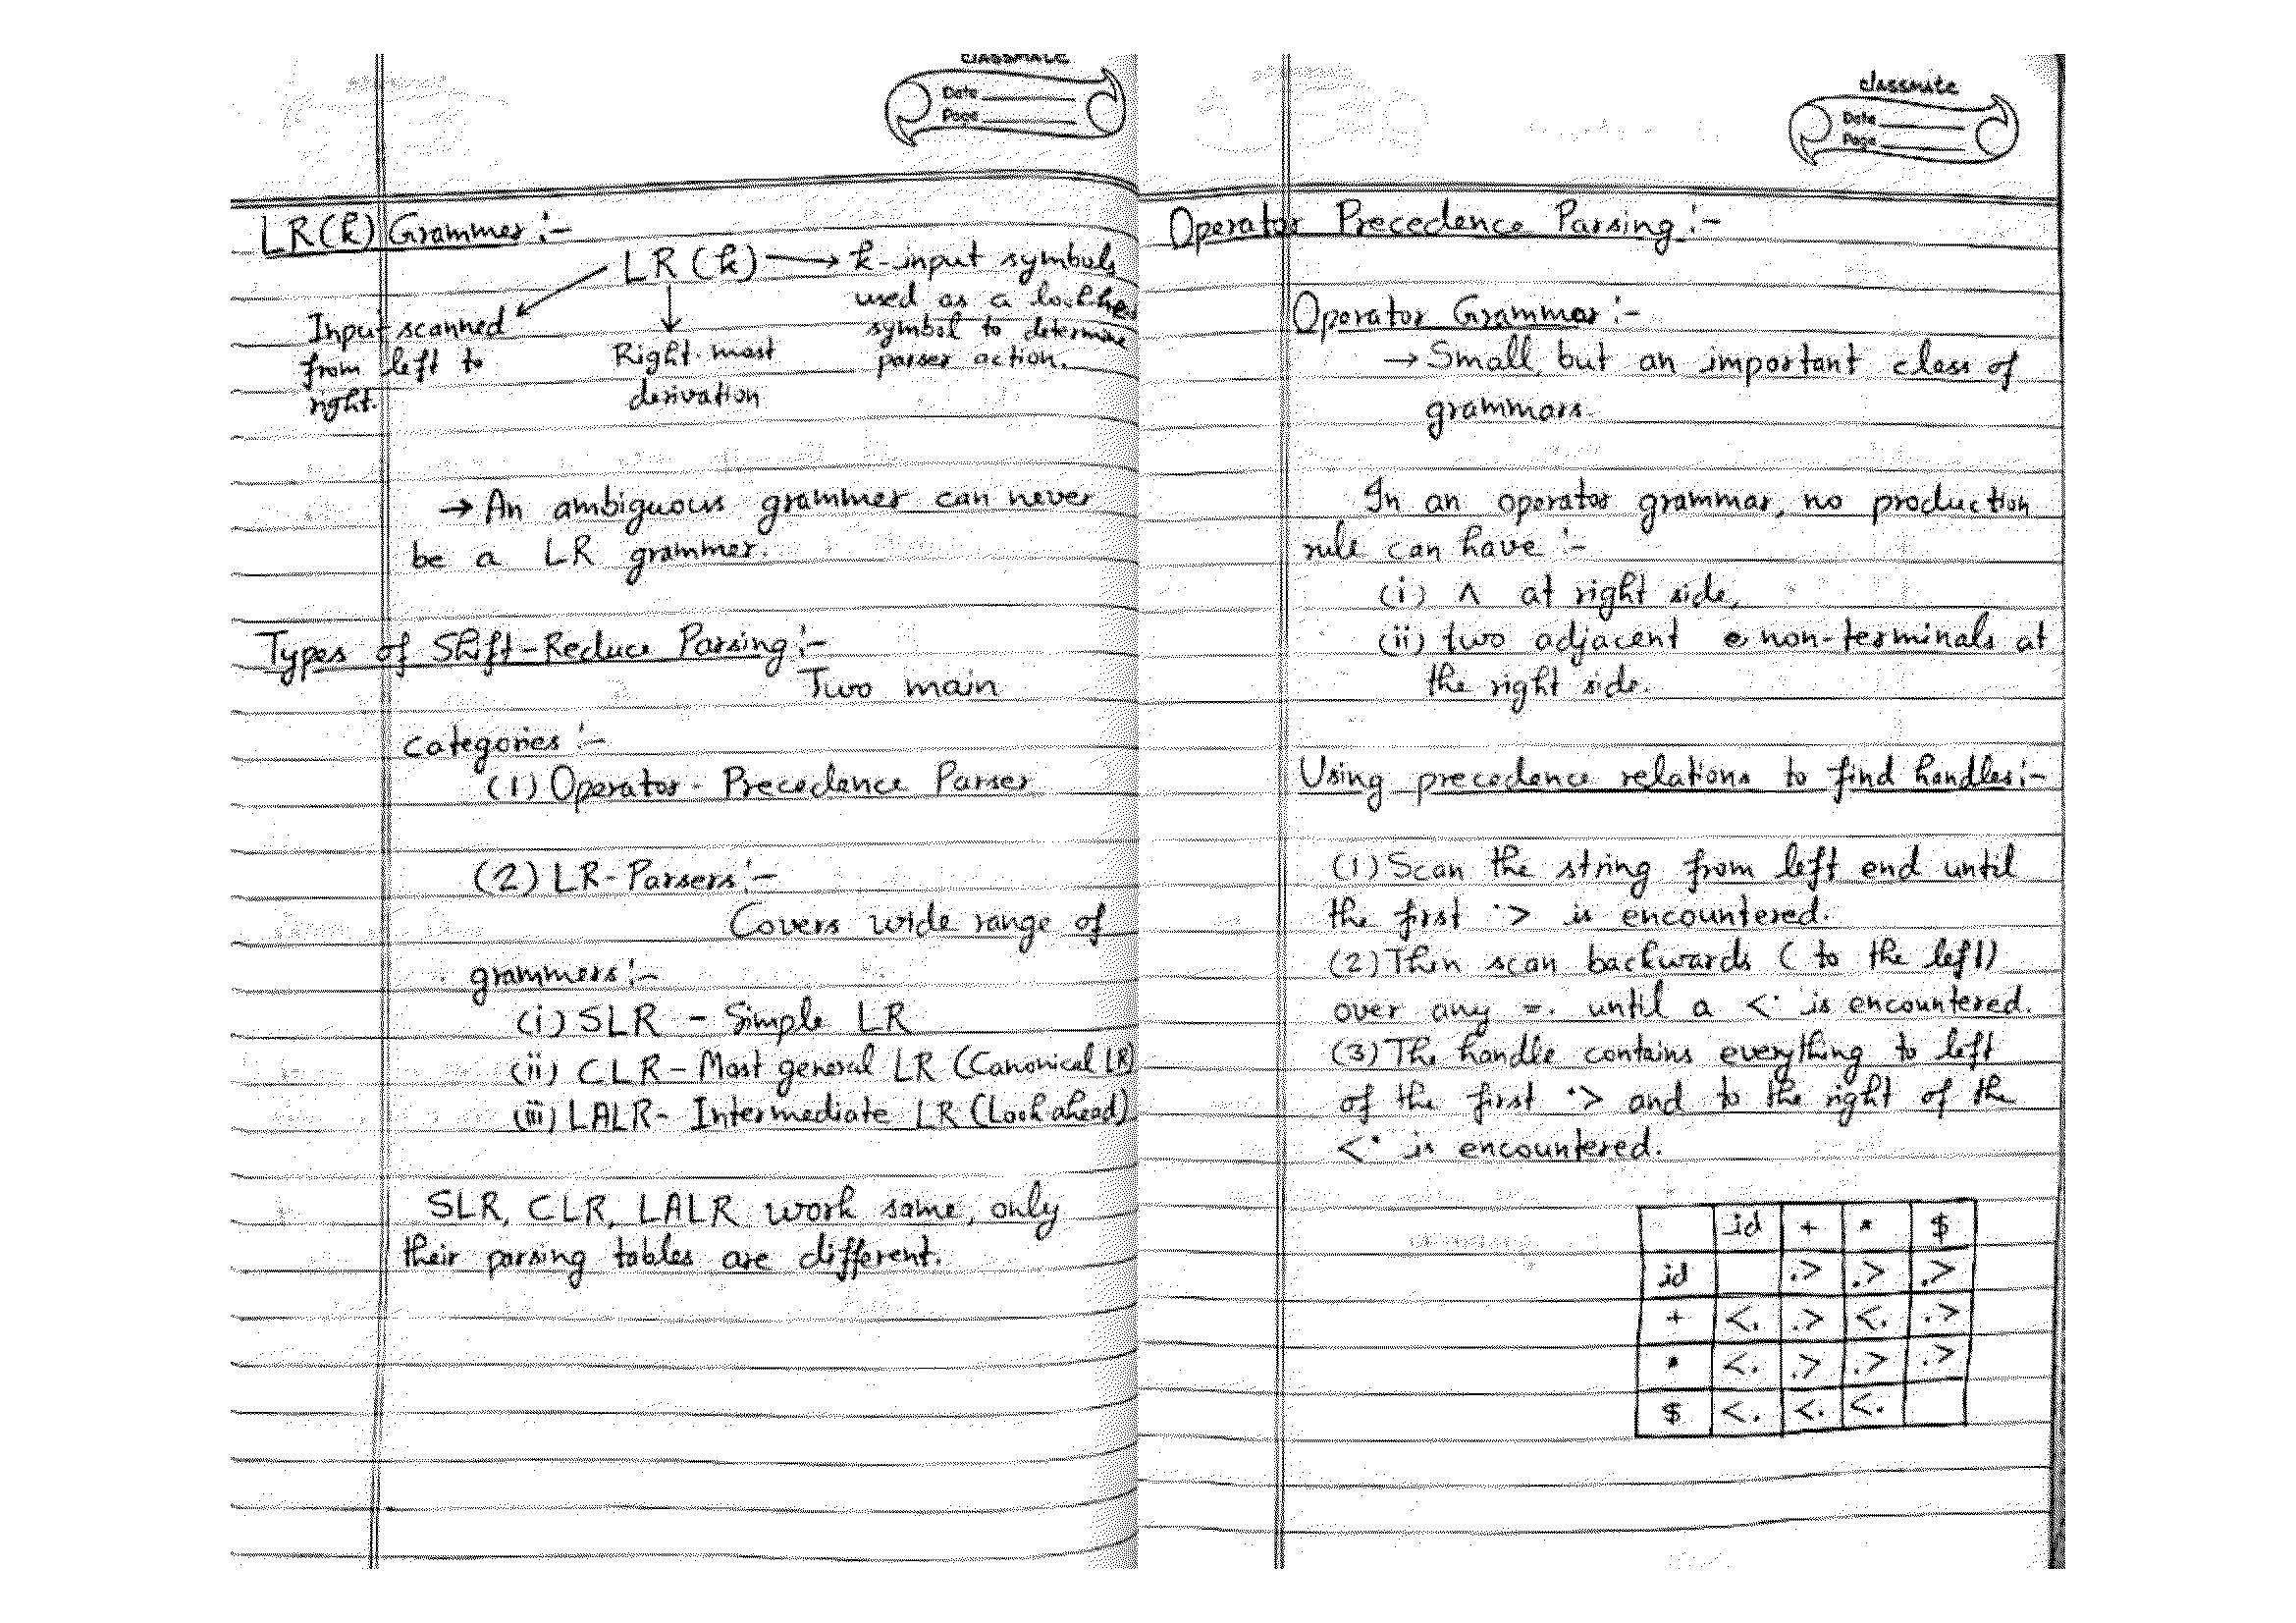 classmate
Date
Page
LR(k) Grammer :-
LR (k) → k-input symbols
used as a lookahe
symbol to determine
parser action.
Input scanned
from left to
right.
Right most
derivation
→ An ambiguous grammer can never
be a LR grammer.
Types of Shift-Reduce Parsing :-
Two main
categories :-
(1) Operator - Precedence Parser
(2) LR-Parsers :-
Covers wide range of
grammers :-
(i) SLR - Simple LR
(ii) CLR - Most general LR (Canonical LR)
(iii) LALR - Intermediate LR (Look ahead)
SLR, CLR, LALR work same, only
their parsing tables are different.
classmate
Date
Page
Operator Precedence Parsing :-
Operator Grammar :-
→ Small, but an important class of
grammars.
In an operator grammar, no production
rule can have :-
(i) ʌ at right side,
(ii) two adjacent non-terminals at
the right side.
Using precedence relations to find handles :-
(1) Scan the string from left end until
the first ·> is encountered.
(2) Then scan backwards ( to the left)
over any =. until a <· is encountered.
(3) The handle contains everything to left
of the first ·> and to the right of the
<· is encountered.
id + * $
id .> .> .>
+ <. .> <. .>
* <. .> .> .>
$ <. <. <.